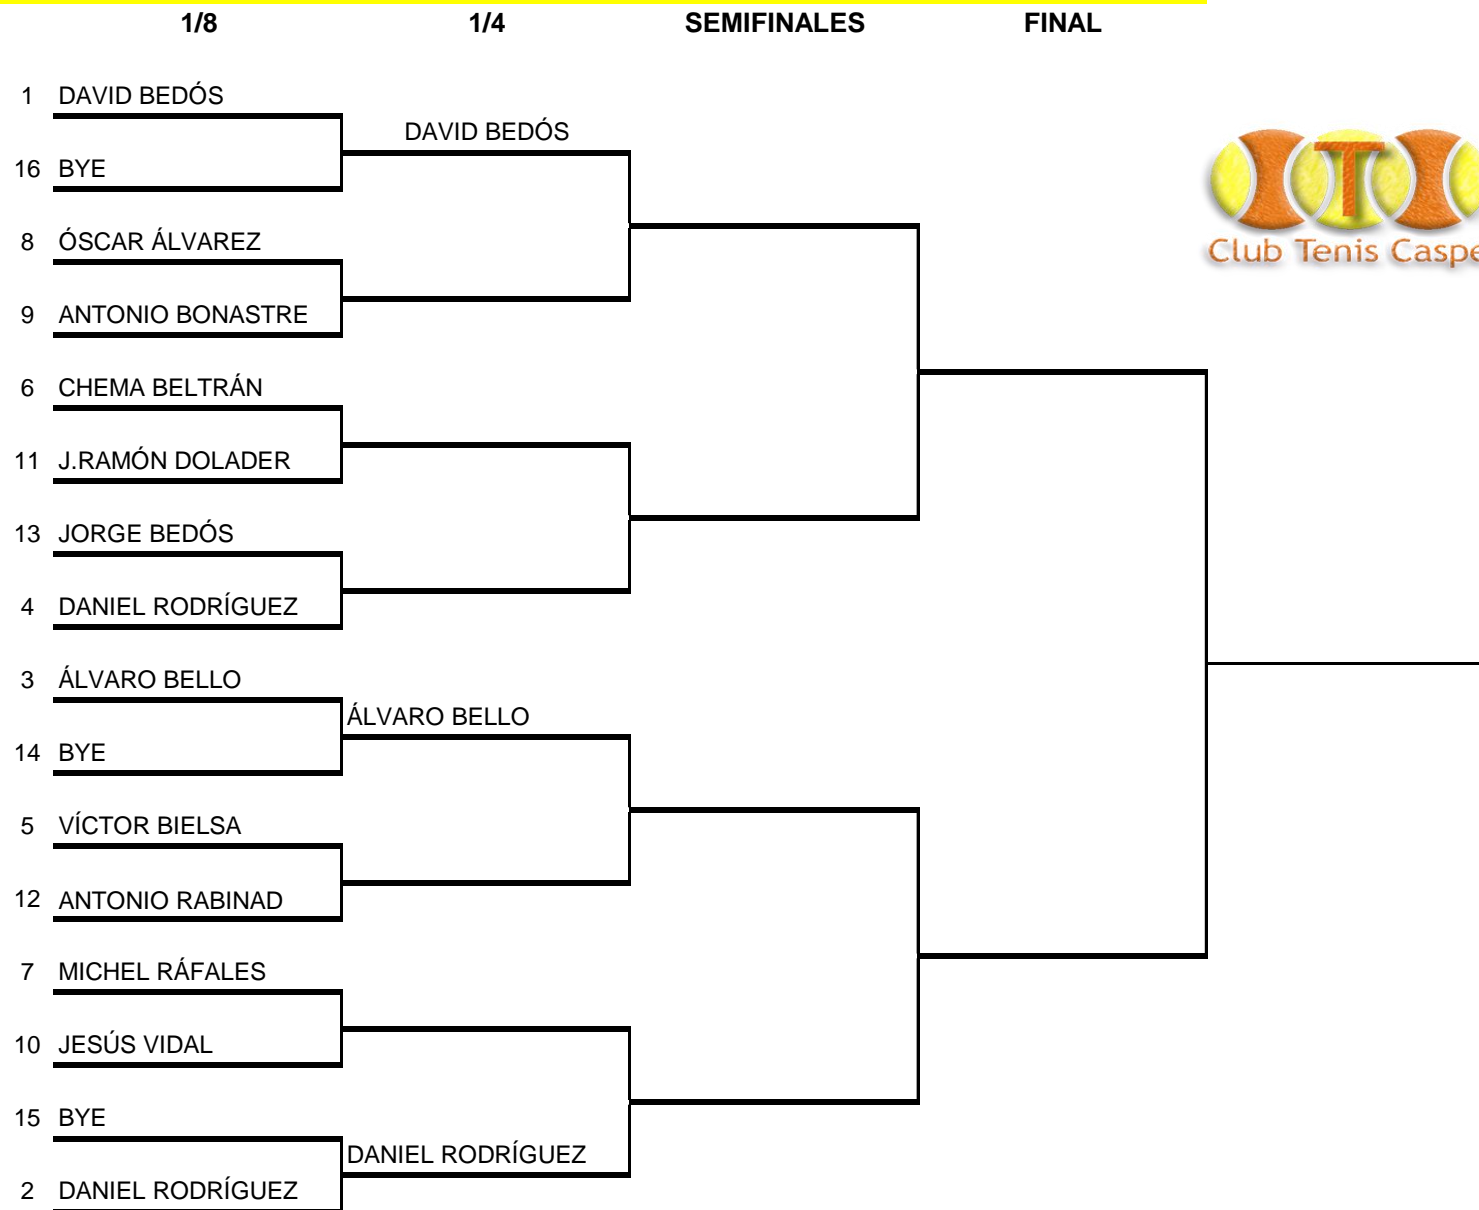 1/8 1/4 SEMIFINALES FINAL
1 DAVID BEDÓS
DAVID BEDÓS
16 BYE
8 ÓSCAR ÁLVAREZ
9 ANTONIO BONASTRE
6 CHEMA BELTRÁN
11 J.RAMÓN DOLADER
13 JORGE BEDÓS
4 DANIEL RODRÍGUEZ
3 ÁLVARO BELLO
ÁLVARO BELLO
14 BYE
5 VÍCTOR BIELSA
12 ANTONIO RABINAD
7 MICHEL RÁFALES
10 JESÚS VIDAL
15 BYE
DANIEL RODRÍGUEZ
2 DANIEL RODRÍGUEZ
T
Club Tenis Caspe